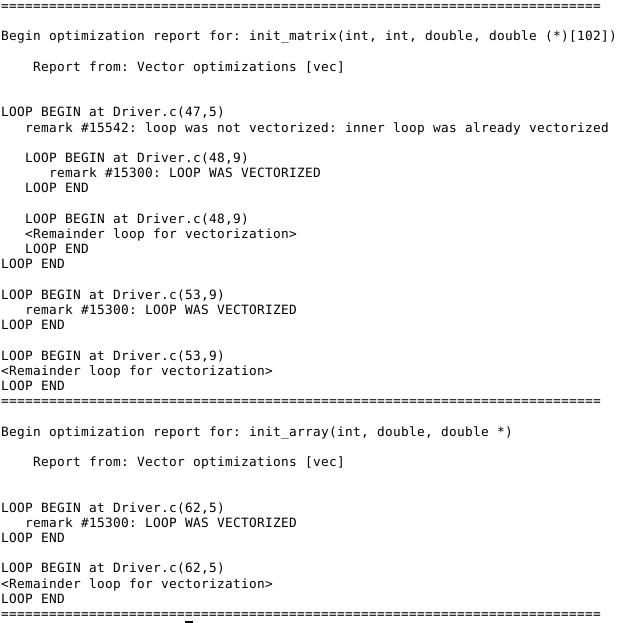 ===========================================================================
Begin optimization report for: init_matrix(int, int, double, double (*)[102])
    Report from: Vector optimizations [vec]
LOOP BEGIN at Driver.c(47,5)
   remark #15542: loop was not vectorized: inner loop was already vectorized
   LOOP BEGIN at Driver.c(48,9)
      remark #15300: LOOP WAS VECTORIZED
   LOOP END
   LOOP BEGIN at Driver.c(48,9)
   <Remainder loop for vectorization>
   LOOP END
LOOP END
LOOP BEGIN at Driver.c(53,9)
   remark #15300: LOOP WAS VECTORIZED
LOOP END
LOOP BEGIN at Driver.c(53,9)
<Remainder loop for vectorization>
LOOP END
===========================================================================
Begin optimization report for: init_array(int, double, double *)
    Report from: Vector optimizations [vec]
LOOP BEGIN at Driver.c(62,5)
   remark #15300: LOOP WAS VECTORIZED
LOOP END
LOOP BEGIN at Driver.c(62,5)
<Remainder loop for vectorization>
LOOP END
===========================================================================